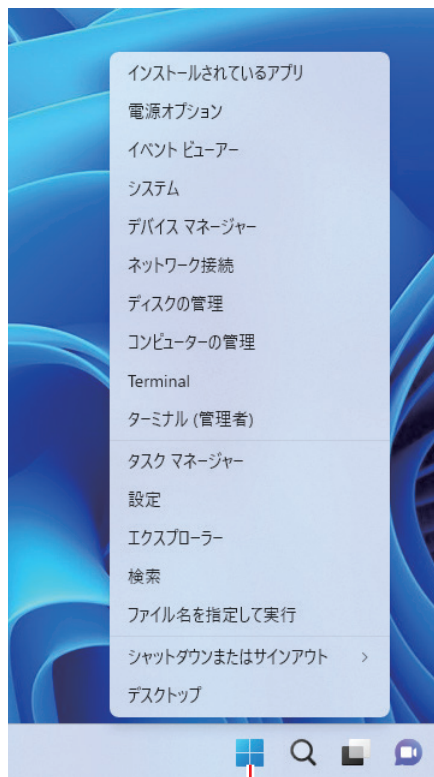 インストールされているアプリ
電源オプション
イベント ビューアー
システム
デバイス マネージャー
ネットワーク接続
ディスクの管理
コンピューターの管理
Terminal
ターミナル (管理者)
タスク マネージャー
設定
エクスプローラー
検索
ファイル名を指定して実行
シャットダウンまたはサインアウト
デスクトップ